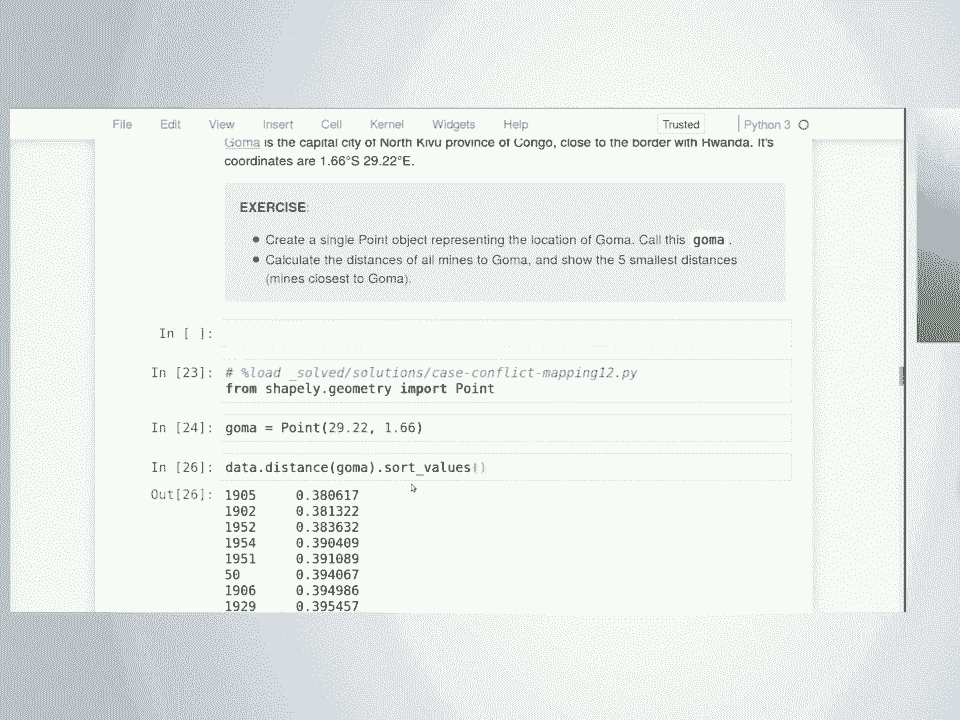 File Edit View Insert Cell Kernel Widgets Help Trusted Python 3
Goma is the capital city of North Kivu province of Congo, close to the border with Rwanda. It's
coordinates are 1.66°S 29.22°E.
EXERCISE:
Create a single Point object representing the location of Goma. Call this goma .
Calculate the distances of all mines to Goma, and show the 5 smallest distances
(mines closest to Goma).
In [ ]:
In [23]: # %load _solved/solutions/case-conflict-mapping12.py
from shapely.geometry import Point
In [24]: goma = Point(29.22, 1.66)
In [26]: data.distance(goma).sort_values()
Out[26]: 1905 0.380617
1902 0.381322
1952 0.383632
1954 0.390409
1951 0.391089
50 0.394067
1906 0.394986
1929 0.395457